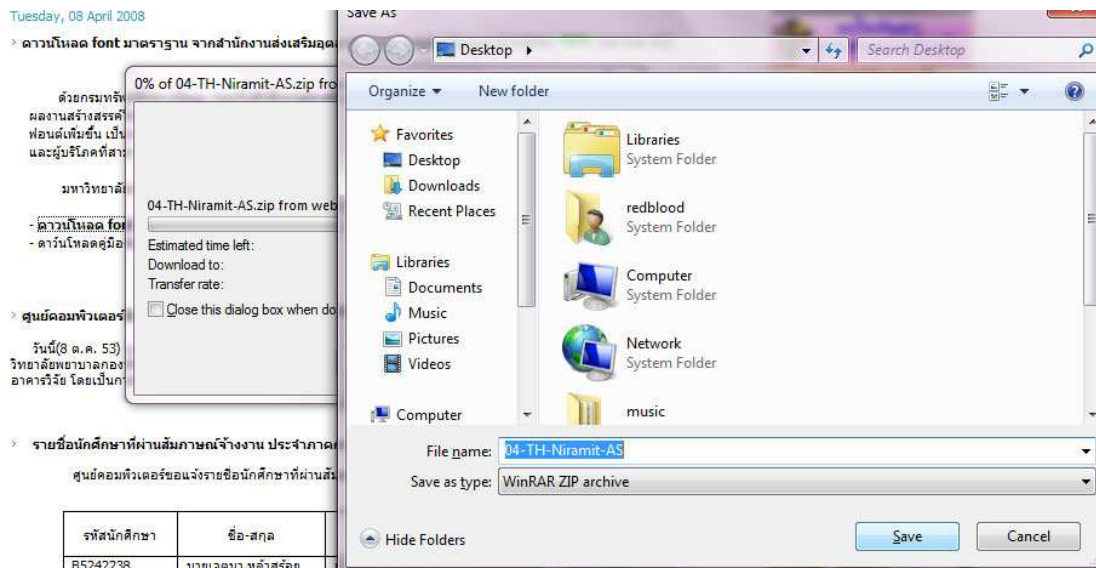 Tuesday, 08 April 2008
ดาวน์โหลด font มาตราฐาน จากสำนักงานส่งเสริมอุต
ด้วยกรมทรัพ
ผลงานสร้างสรรค์
ฟอนต์เพิ่มขึ้น เป็น
และผู้บริโภคที่สา
มหาวิทยาลัย
- ดาวน์โหลด fon
- ดาว์นโหลดคู่มือ
ศูนย์คอมพิวเตอร์
วันนี้(8 ต.ค. 53)
วิทยาลัยพยาบาลกอง
อาคารวิจัย โดยเป็นกา
รายชื่อนักศึกษาที่ผ่านสัมภาษณ์จ้างงาน ประจำภาค
ศูนย์คอมพิวเตอร์ขอแจ้งรายชื่อนักศึกษาที่ผ่านสัม
รหัสนักศึกษา
ชื่อ-สกุล
B5242238
0% of 04-TH-Niramit-AS.zip fro
04-TH-Niramit-AS.zip from web
Estimated time left:
Download to:
Transfer rate:
Close this dialog box when do
Save As
Desktop
Search Desktop
Organize
New folder
Favorites
Desktop
Downloads
Recent Places
Libraries
Documents
Music
Pictures
Videos
Computer
Libraries
System Folder
redblood
System Folder
Computer
System Folder
Network
System Folder
music
File name: 04-TH-Niramit-AS
Save as type: WinRAR ZIP archive
Hide Folders
Save
Cancel